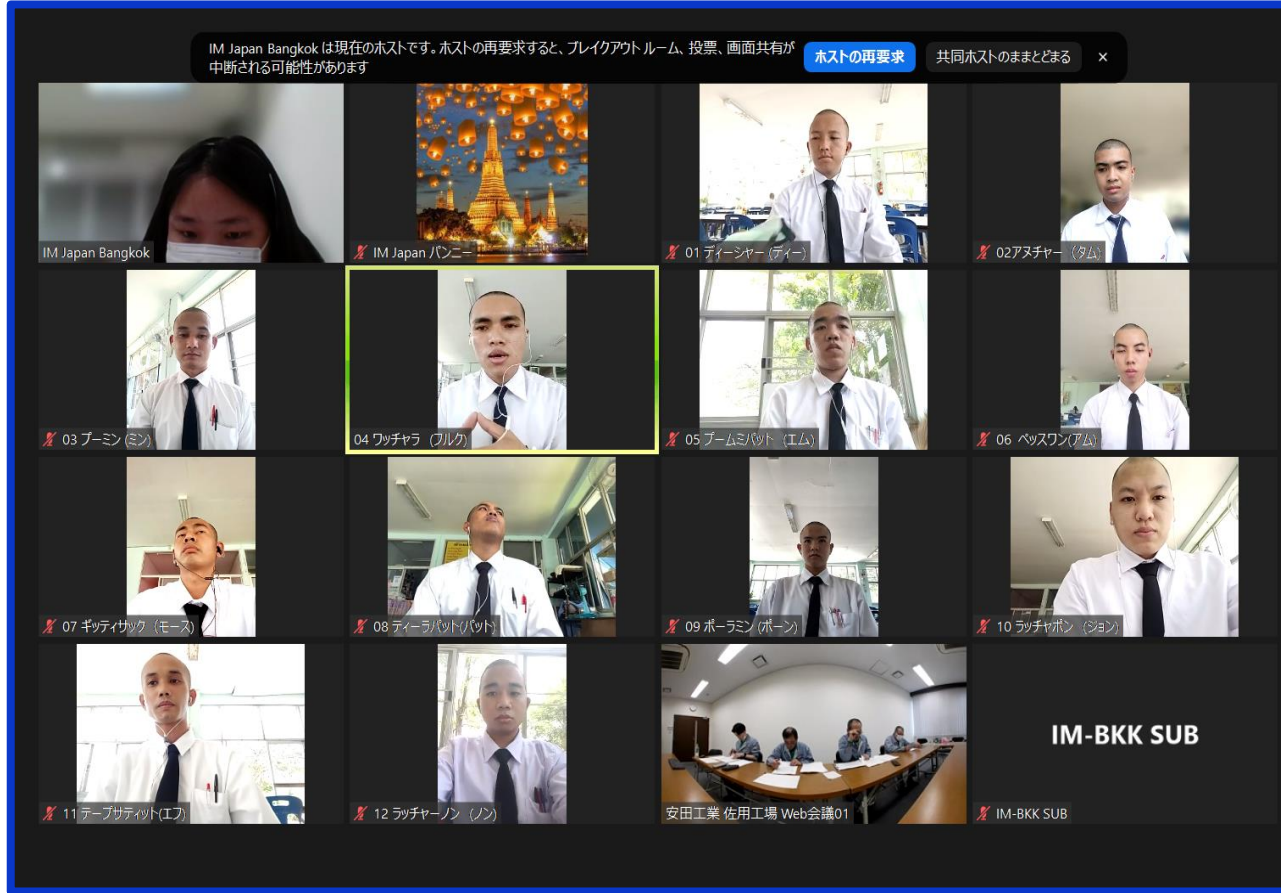 IM Japan Bangkok は現在のホストです。ホストの再要求すると、ブレイクアウト ルーム、投票、画面共有が
中断される可能性があります
ホストの再要求
共同ホストのままとどまる
IM Japan Bangkok
IM Japan パンニー
01 ディーシャー (ディー)
02アヌチャー (タム)
03 プーミン (ミン)
04 ワッチャラ (フルク)
05 プームミパット (エム)
06 ペッスワン(アム)
07 ギッティサック (モース)
08 ティーラパット(パット)
09 ポーラミン (ポーン)
10 ラッチャポン (ジョン)
11 テープサティット(エフ)
12 ラッチャーノン (ノン)
安田工業 佐用工場 Web会議01
IM-BKK SUB
IM-BKK SUB